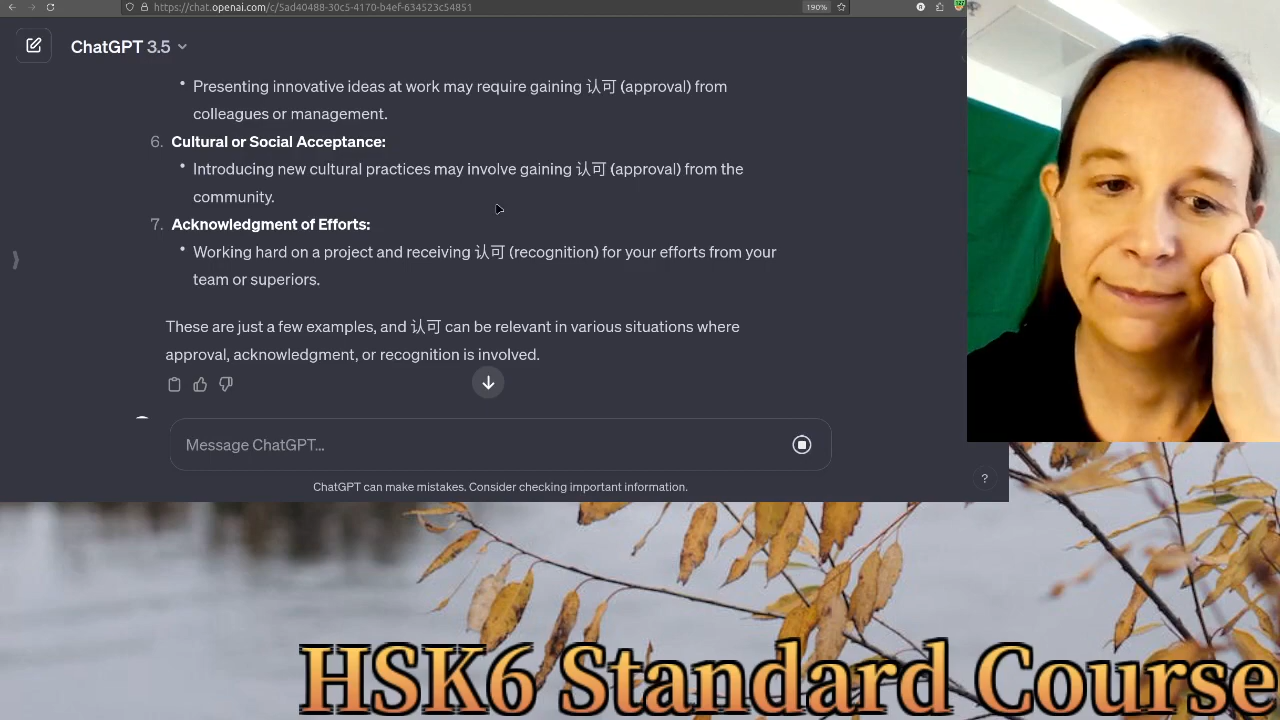 https://chat.openai.com/c/5ad40488-30c5-4170-b4ef-634523c54851
190%
ChatGPT 3.5
• Presenting innovative ideas at work may require gaining 认可 (approval) from
colleagues or management.
6. Cultural or Social Acceptance:
• Introducing new cultural practices may involve gaining 认可 (approval) from the
community.
7. Acknowledgment of Efforts:
• Working hard on a project and receiving 认可 (recognition) for your efforts from your
team or superiors.
These are just a few examples, and 认可 can be relevant in various situations where
approval, acknowledgment, or recognition is involved.
Message ChatGPT...
ChatGPT can make mistakes. Consider checking important information.
?
HSK6 Standard Course